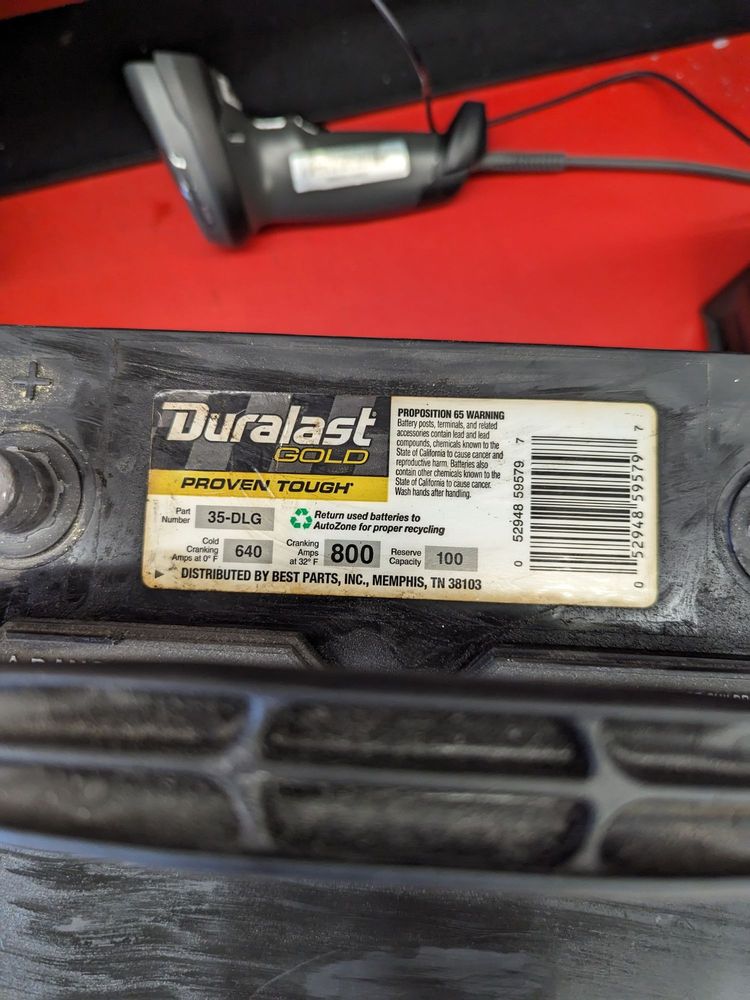 +
Duralast
GOLD
PROVEN TOUGH
Part Number 35-DLG
Return used batteries to
AutoZone for proper recycling
Cold Cranking Amps at 0° F 640
Cranking Amps at 32° F 800
Reserve Capacity 100
DISTRIBUTED BY BEST PARTS, INC., MEMPHIS, TN 38103
PROPOSITION 65 WARNING
Battery posts, terminals, and related
accessories contain lead and lead
compounds, chemicals known to the
State of California to cause cancer and
reproductive harm. Batteries also
contain other chemicals known to the
State of California to cause cancer.
Wash hands after handling.
0 52948 59579 7
0 52948 59579 7